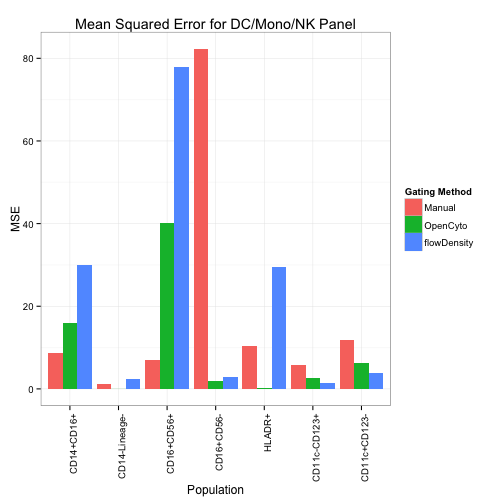 Mean Squared Error for DC/Mono/NK Panel
MSE
80
60
40
20
0
CD14+CD16+
CD14-Lineage-
CD16+CD56+
CD16+CD56-
HLADR+
CD11c-CD123+
CD11c+CD123-
Population
Gating Method
Manual
OpenCyto
flowDensity